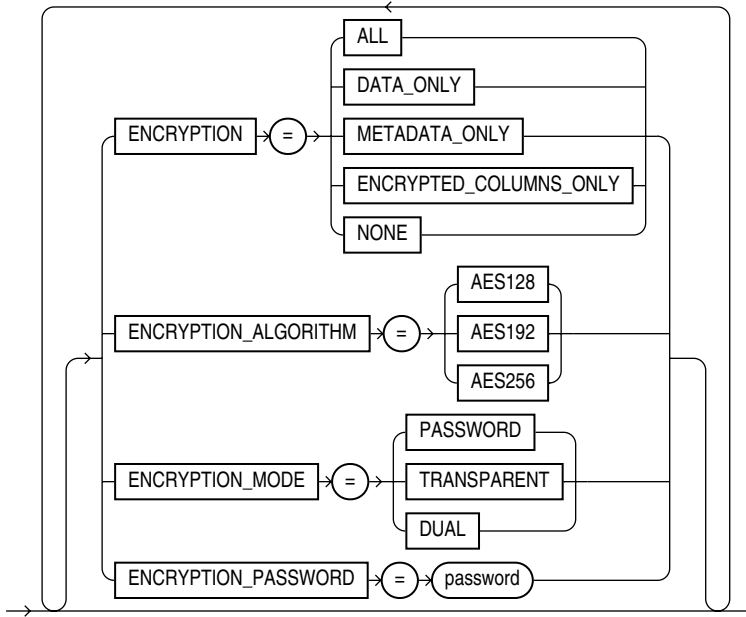 ALL
DATA_ONLY
ENCRYPTION = METADATA_ONLY
ENCRYPTED_COLUMNS_ONLY
NONE
AES128
ENCRYPTION_ALGORITHM = AES192
AES256
PASSWORD
ENCRYPTION_MODE = TRANSPARENT
DUAL
ENCRYPTION_PASSWORD = password